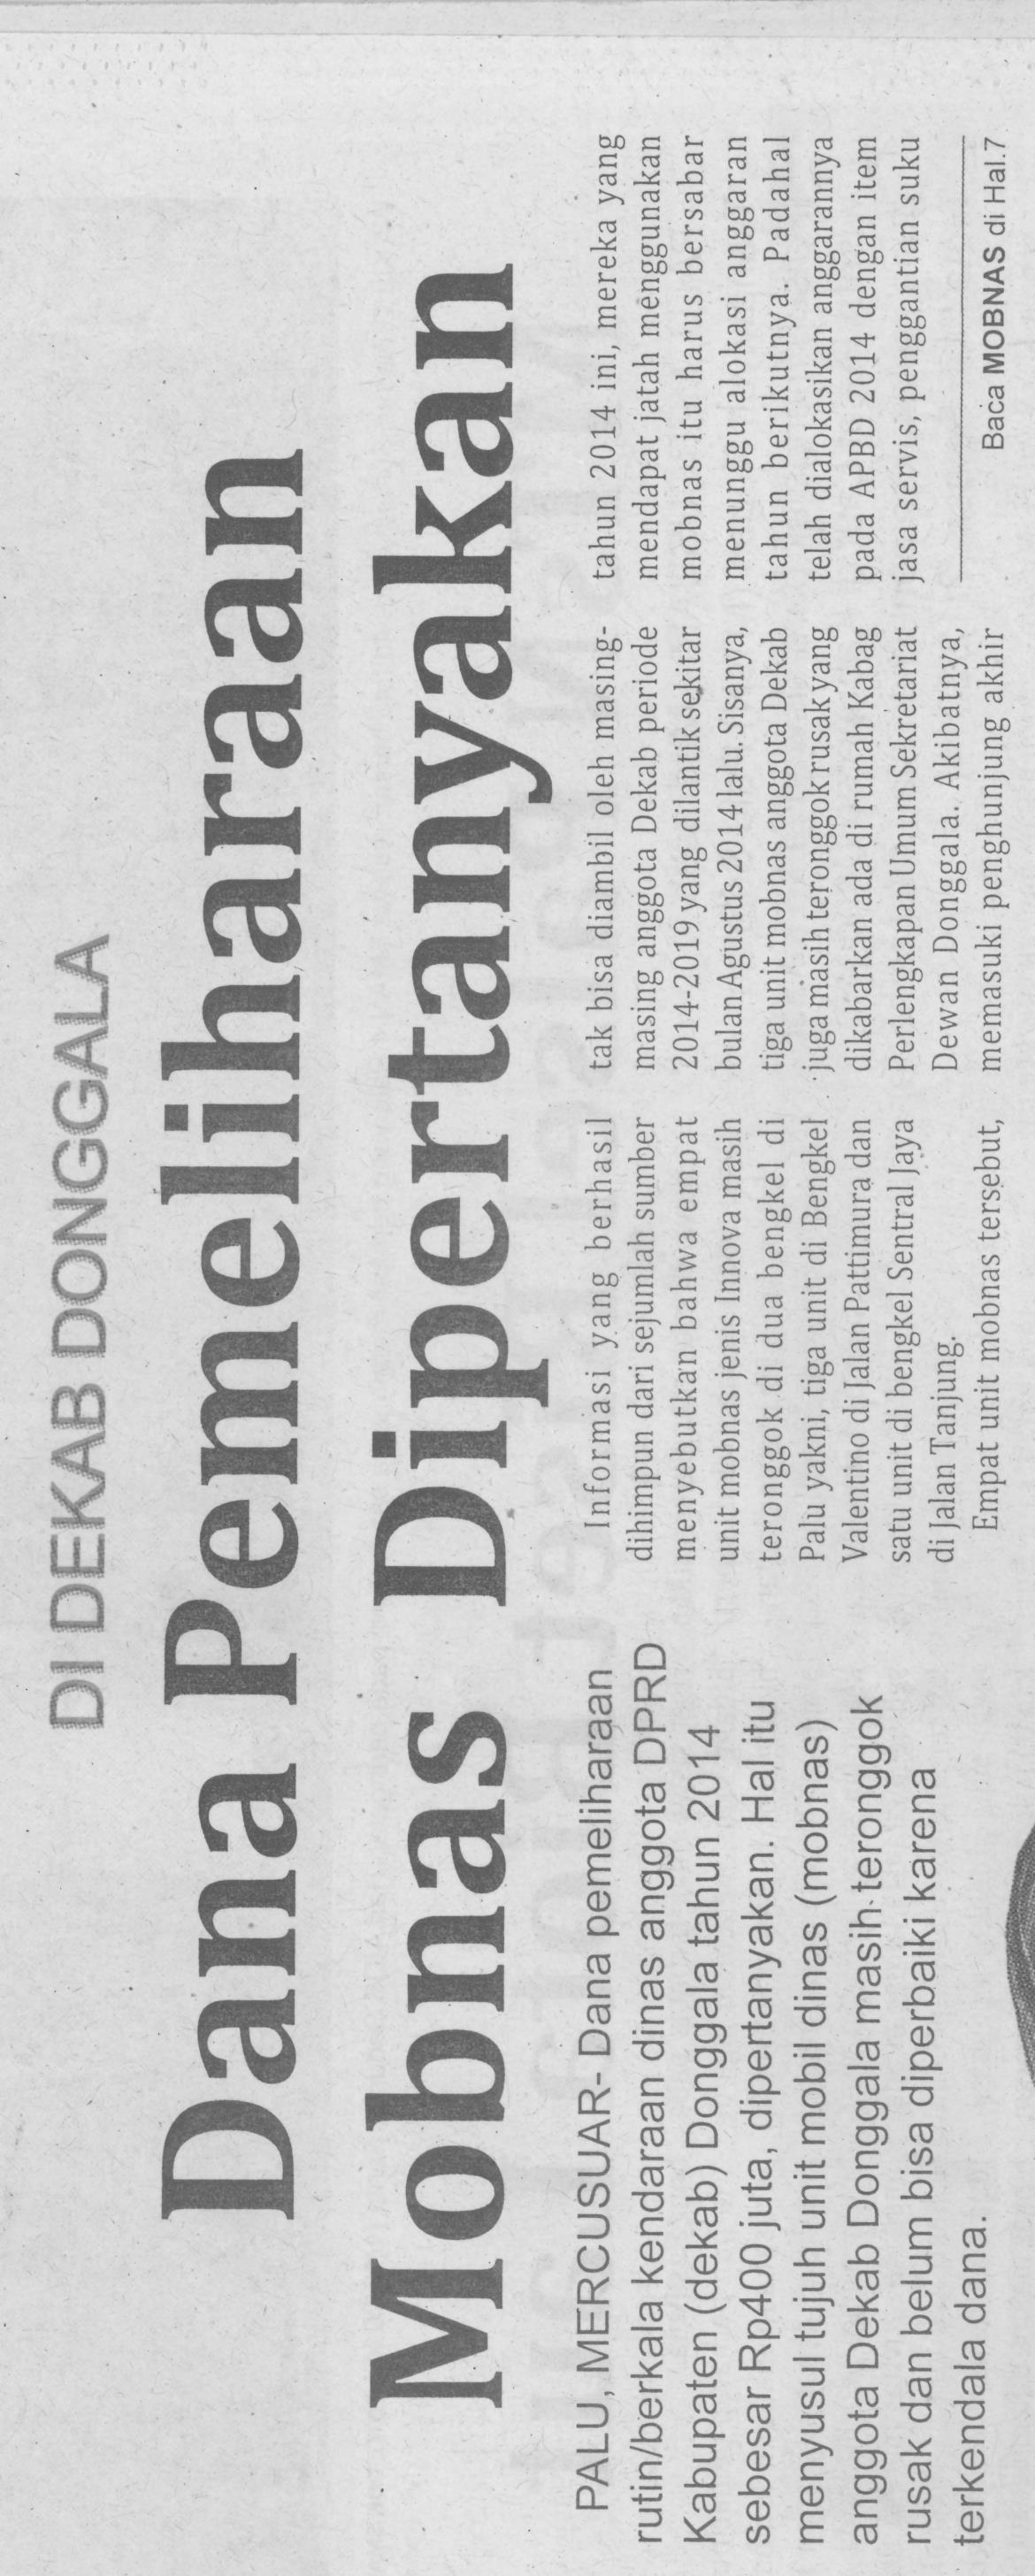 DI DEKAB DONGGALA
Dana Pemeliharaan
Mobnas Dipertanyakan
PALU, MERCUSUAR- Dana pemeliharaan
rutin/berkala kendaraan dinas anggota DPRD
Kabupaten (dekab) Donggala tahun 2014
sebesar Rp400 juta, dipertanyakan. Hal itu
menyusul tujuh unit mobil dinas (mobnas)
anggota Dekab Donggala masih teronggok
rusak dan belum bisa diperbaiki karena
terkendala dana.
Informasi yang berhasil
dihimpun dari sejumlah sumber
menyebutkan bahwa empat
unit mobnas jenis Innova masih
teronggok di dua bengkel di
Palu yakni, tiga unit di Bengkel
Valentino di Jalan Pattimura dan
satu unit di bengkel Sentral Jaya
di Jalan Tanjung.
Empat unit mobnas tersebut,
tak bisa diambil oleh masing-
masing anggota Dekab periode
2014-2019 yang dilantik sekitar
bulan Agustus 2014 lalu. Sisanya,
tiga unit mobnas anggota Dekab
juga masih teronggok rusak yang
dikabarkan ada di rumah Kabag
Perlengkapan Umum Sekretariat
Dewan Donggala. Akibatnya,
memasuki penghunjung akhir
tahun 2014 ini, mereka yang
mendapat jatah menggunakan
mobnas itu harus bersabar
menunggu alokasi anggaran
tahun berikutnya. Padahal
telah dialokasikan anggarannya
pada APBD 2014 dengan item
jasa servis, penggantian suku
Baca MOBNAS di Hal.7